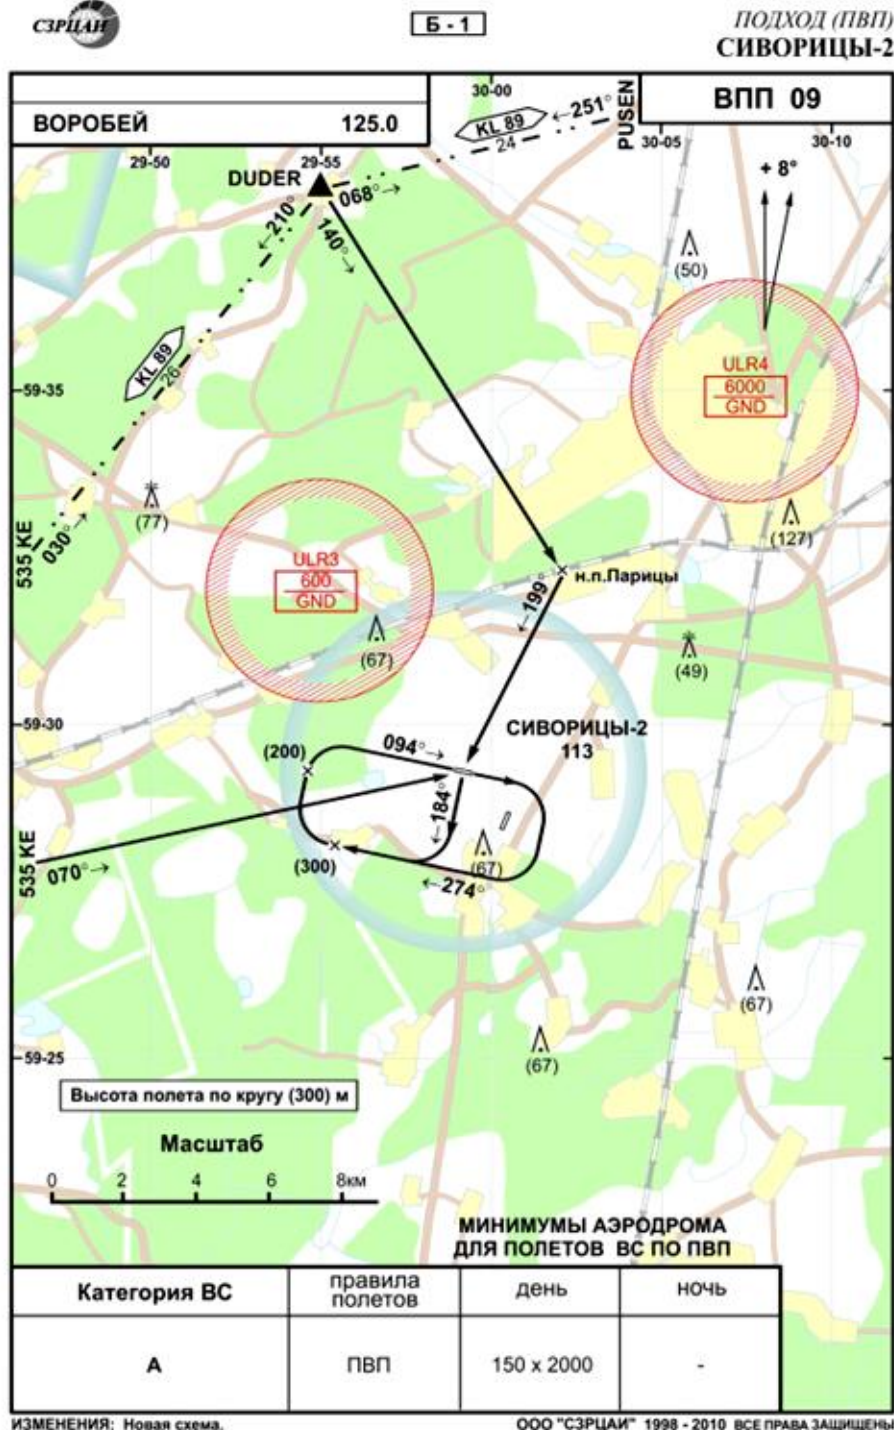 СЗРЦАИ
Б - 1
ПОДХОД (ПВП)
СИВОРИЦЫ-2
ВОРОБЕЙ 125.0
ВПП 09
30-00
KL 89
←251°
24
PUSEN
29-50
29-55
30-05
30-10
DUDER
068°→
←210°
140°→
+ 8°
(50)
KL 89
26
59-35
ULR4
6000
GND
(77)
030°→
535 KE
(127)
ULR3
600
GND
н.п.Парицы
←199°
(67)
(49)
59-30
СИВОРИЦЫ-2
113
094°→
(200)
←184°
(300)
(67)
←274°
535 KE
070°→
(67)
59-25
(67)
Высота полета по кругу (300) м
Масштаб
0 2 4 6 8км
МИНИМУМЫ АЭРОДРОМА
ДЛЯ ПОЛЕТОВ ВС ПО ПВП
Категория ВС правила полетов день ночь
А ПВП 150 х 2000 -
ИЗМЕНЕНИЯ: Новая схема.
ООО "СЗРЦАИ" 1998 - 2010 ВСЕ ПРАВА ЗАЩИЩЕНЫ